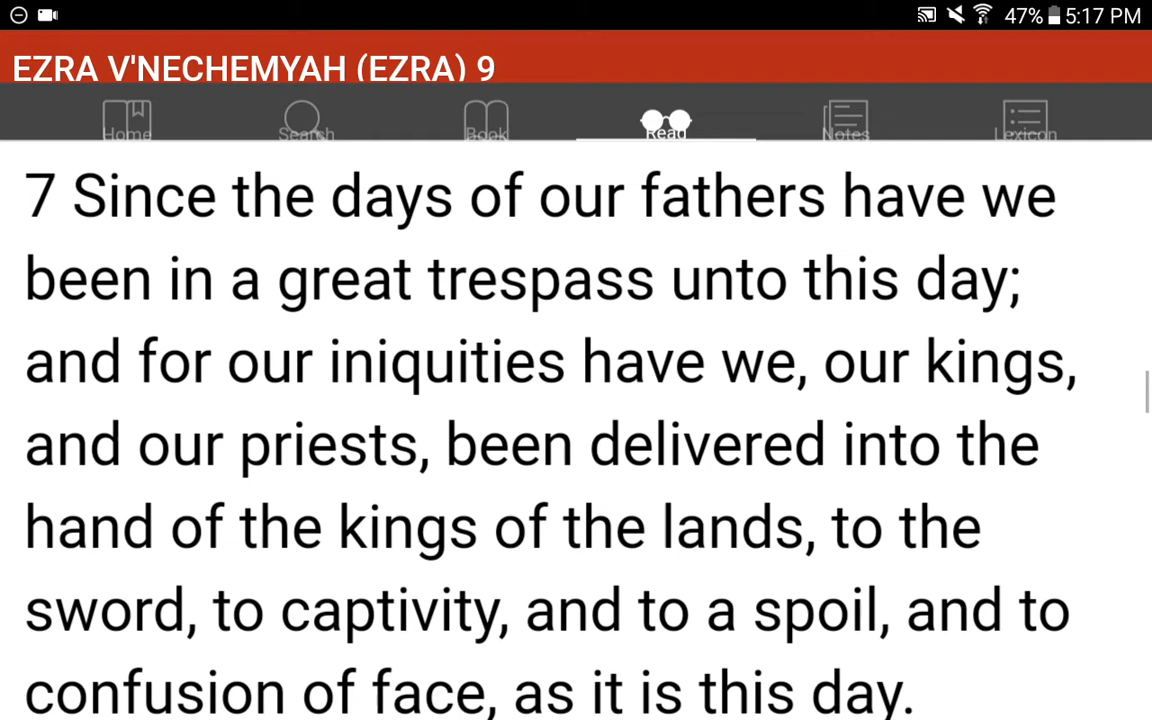 47% 5:17 PM
EZRA V'NECHEMYAH (EZRA) 9
Home Search Book Read Notes Lexicon
7 Since the days of our fathers have we
been in a great trespass unto this day;
and for our iniquities have we, our kings,
and our priests, been delivered into the
hand of the kings of the lands, to the
sword, to captivity, and to a spoil, and to
confusion of face, as it is this day.